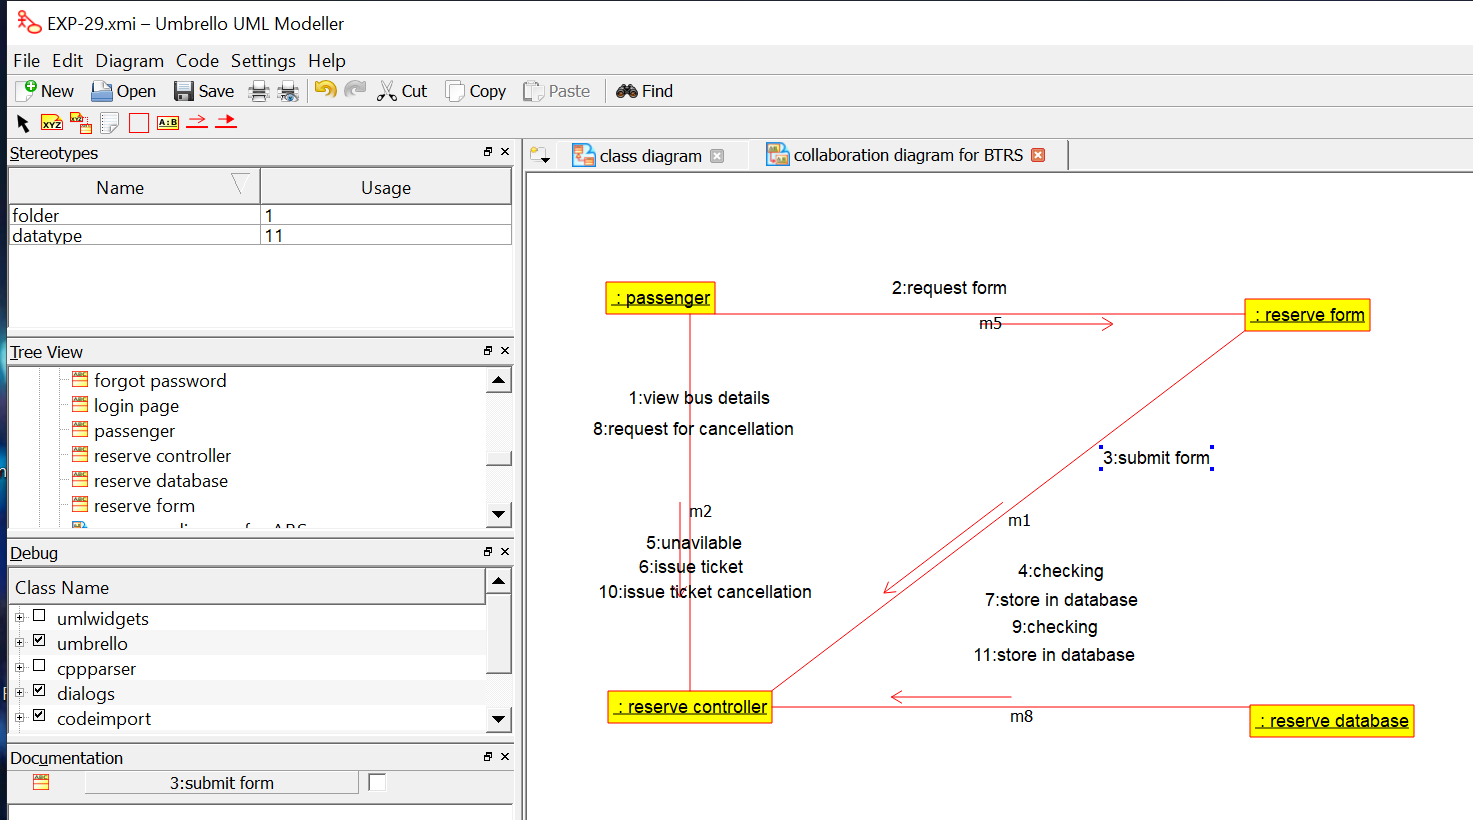 EXP-29.xmi – Umbrello UML Modeller
File Edit Diagram Code Settings Help
New Open Save Cut Copy Paste Find
XYZ XYZ A:B
Stereotypes
Name Usage
folder 1
datatype 11
Tree View
forgot password
login page
passenger
reserve controller
reserve database
reserve form
Debug
Class Name
umlwidgets
umbrello
cppparser
dialogs
codeimport
Documentation
3:submit form
class diagram
collaboration diagram for BTRS
: passenger
2:request form
m5
: reserve form
1:view bus details
8:request for cancellation
3:submit form
m2
m1
5:unavilable
6:issue ticket
10:issue ticket cancellation
4:checking
7:store in database
9:checking
11:store in database
: reserve controller
m8
: reserve database